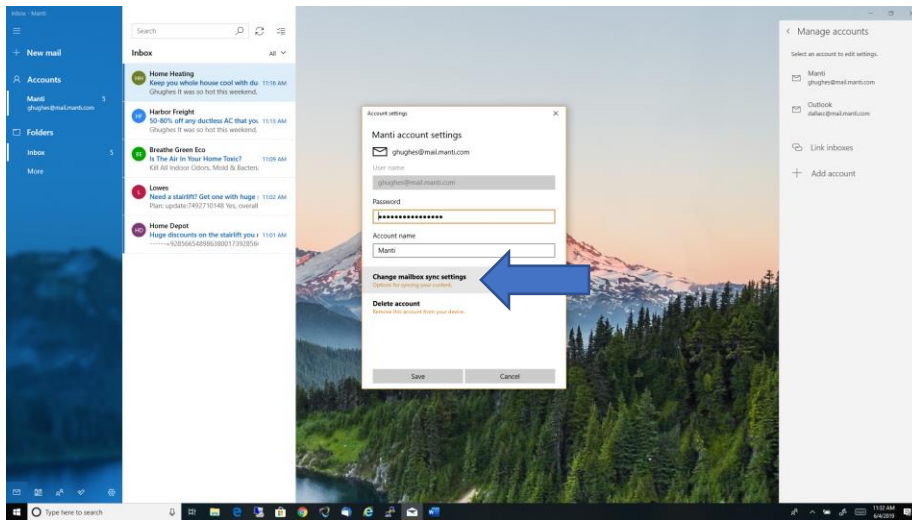 Inbox - Manti
New mail
Accounts
Manti 5
ghughes@mail.manti.com
Folders
Inbox 5
More
Search
Inbox All
Home Heating
Keep you whole house cool with du 11:16 AM
Ghughes It was so hot this weekend.
Harbor Freight
50-80% off any ductless AC that you 11:15 AM
Ghughes It was so hot this weekend.
Breathe Green Eco
Is The Air In Your Home Toxic? 11:09 AM
Kill All Indoor Odors, Mold & Bacteri
Lowes
Need a stairlift? Get one with huge 11:02 AM
Plan: update:7492710148 Yes, overall
HD
Home Depot
Huge discounts on the stairlift you r 11:01 AM
Account settings
Manti account settings
ghughes@mail.manti.com
User name
ghughes@mail.manti.com
Password
Account name
Manti
Change mailbox sync settings
Options for syncing your content.
Delete account
Remove this account from your device.
Save Cancel
Manage accounts
Select an account to edit settings.
Manti
ghughes@mail.manti.com
Outlook
Link inboxes
Add account
Type here to search
11:02 AM
6/4/2019